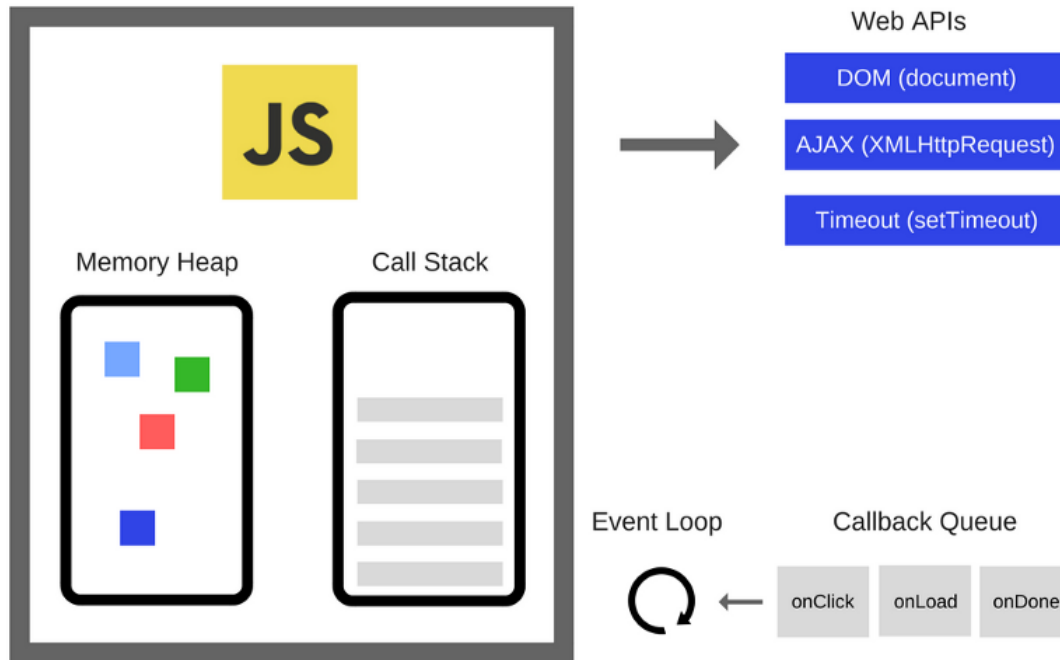 Web APIs
JS
DOM (document)
AJAX (XMLHttpRequest)
Timeout (setTimeout)
Memory Heap
Call Stack
Event Loop
Callback Queue
onClick
onLoad
onDone